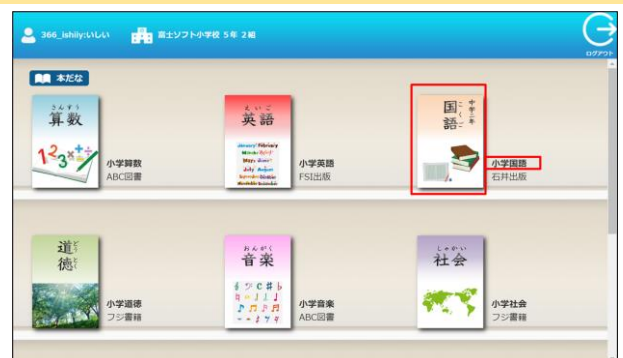 366_ishiiy:いしい 富士ソフト小学校 5年 2組
ログアウト
本だな
さんすう
算数
123
小学算数
ABC図書
えいご
英語
小学英語
FSI出版
こくご
国語
小学国語
石井出版
どうとく
道徳
小学道徳
フジ書籍
おんがく
音楽
小学音楽
ABC図書
しゃかい
社会
小学社会
フジ書籍